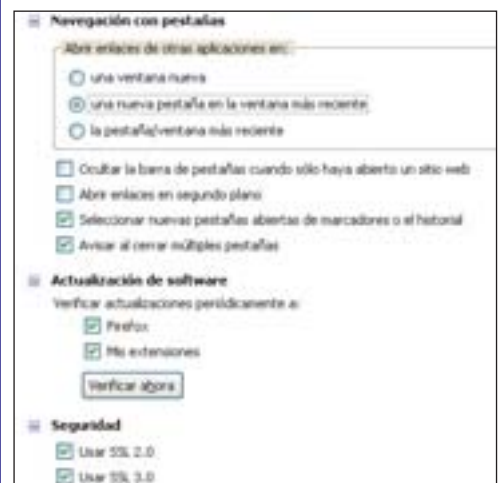 Navegación con pestañas
Abrir enlaces de otras aplicaciones en:
una ventana nueva
una nueva pestaña en la ventana más reciente
la pestaña/ventana más reciente
Ocultar la barra de pestañas cuando sólo haya abierto un sitio web
Abrir enlaces en segundo plano
Seleccionar nuevas pestañas abiertas de marcadores o el historial
Avisar al cerrar múltiples pestañas
Actualización de software
Verificar actualizaciones periódicamente a:
Firefox
Mis extensiones
Verificar ahora
Seguridad
Usar SSL 2.0
Usar SSL 3.0